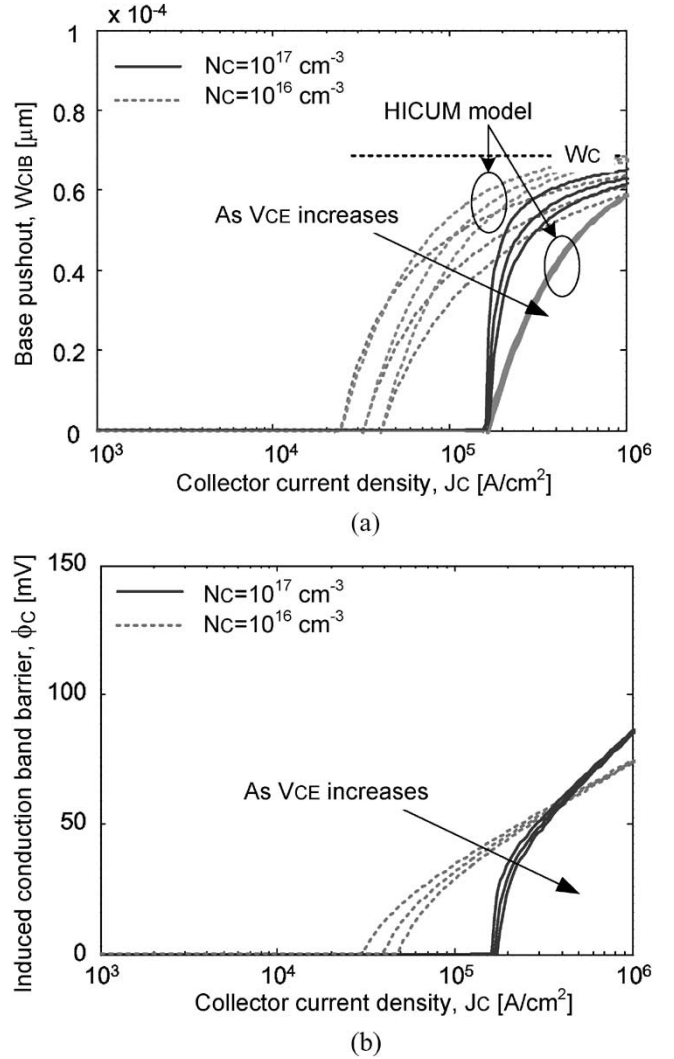 x 10-4
1
0.8
0.6
0.4
0.2
0
Base pushout, WCIB [μm]
NC=10¹⁷ cm⁻³
NC=10¹⁶ cm⁻³
HICUM model
WC
As VCE increases
10³ 10⁴ 10⁵ 10⁶
Collector current density, JC [A/cm²]
(a)
150
100
50
0
Induced conduction band barrier, ϕC [mV]
NC=10¹⁷ cm⁻³
NC=10¹⁶ cm⁻³
As VCE increases
10³ 10⁴ 10⁵ 10⁶
Collector current density, JC [A/cm²]
(b)